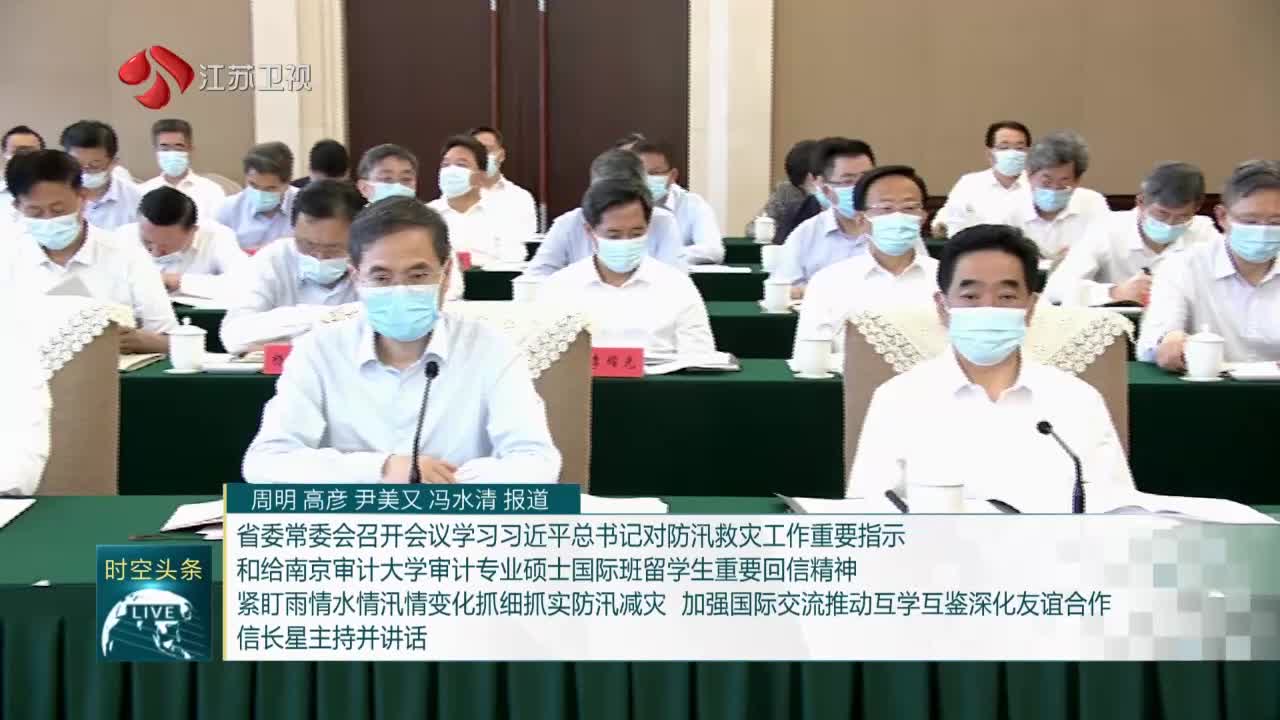 江苏卫视
周明 高彦 尹美又 冯水清 报道
省委常委会召开会议学习习近平总书记对防汛救灾工作重要指示
和给南京审计大学审计专业硕士国际班留学生重要回信精神
紧盯雨情水情汛情变化抓细抓实防汛减灾 加强国际交流推动互学互鉴深化友谊合作
信长星主持并讲话
时空头条
LIVE